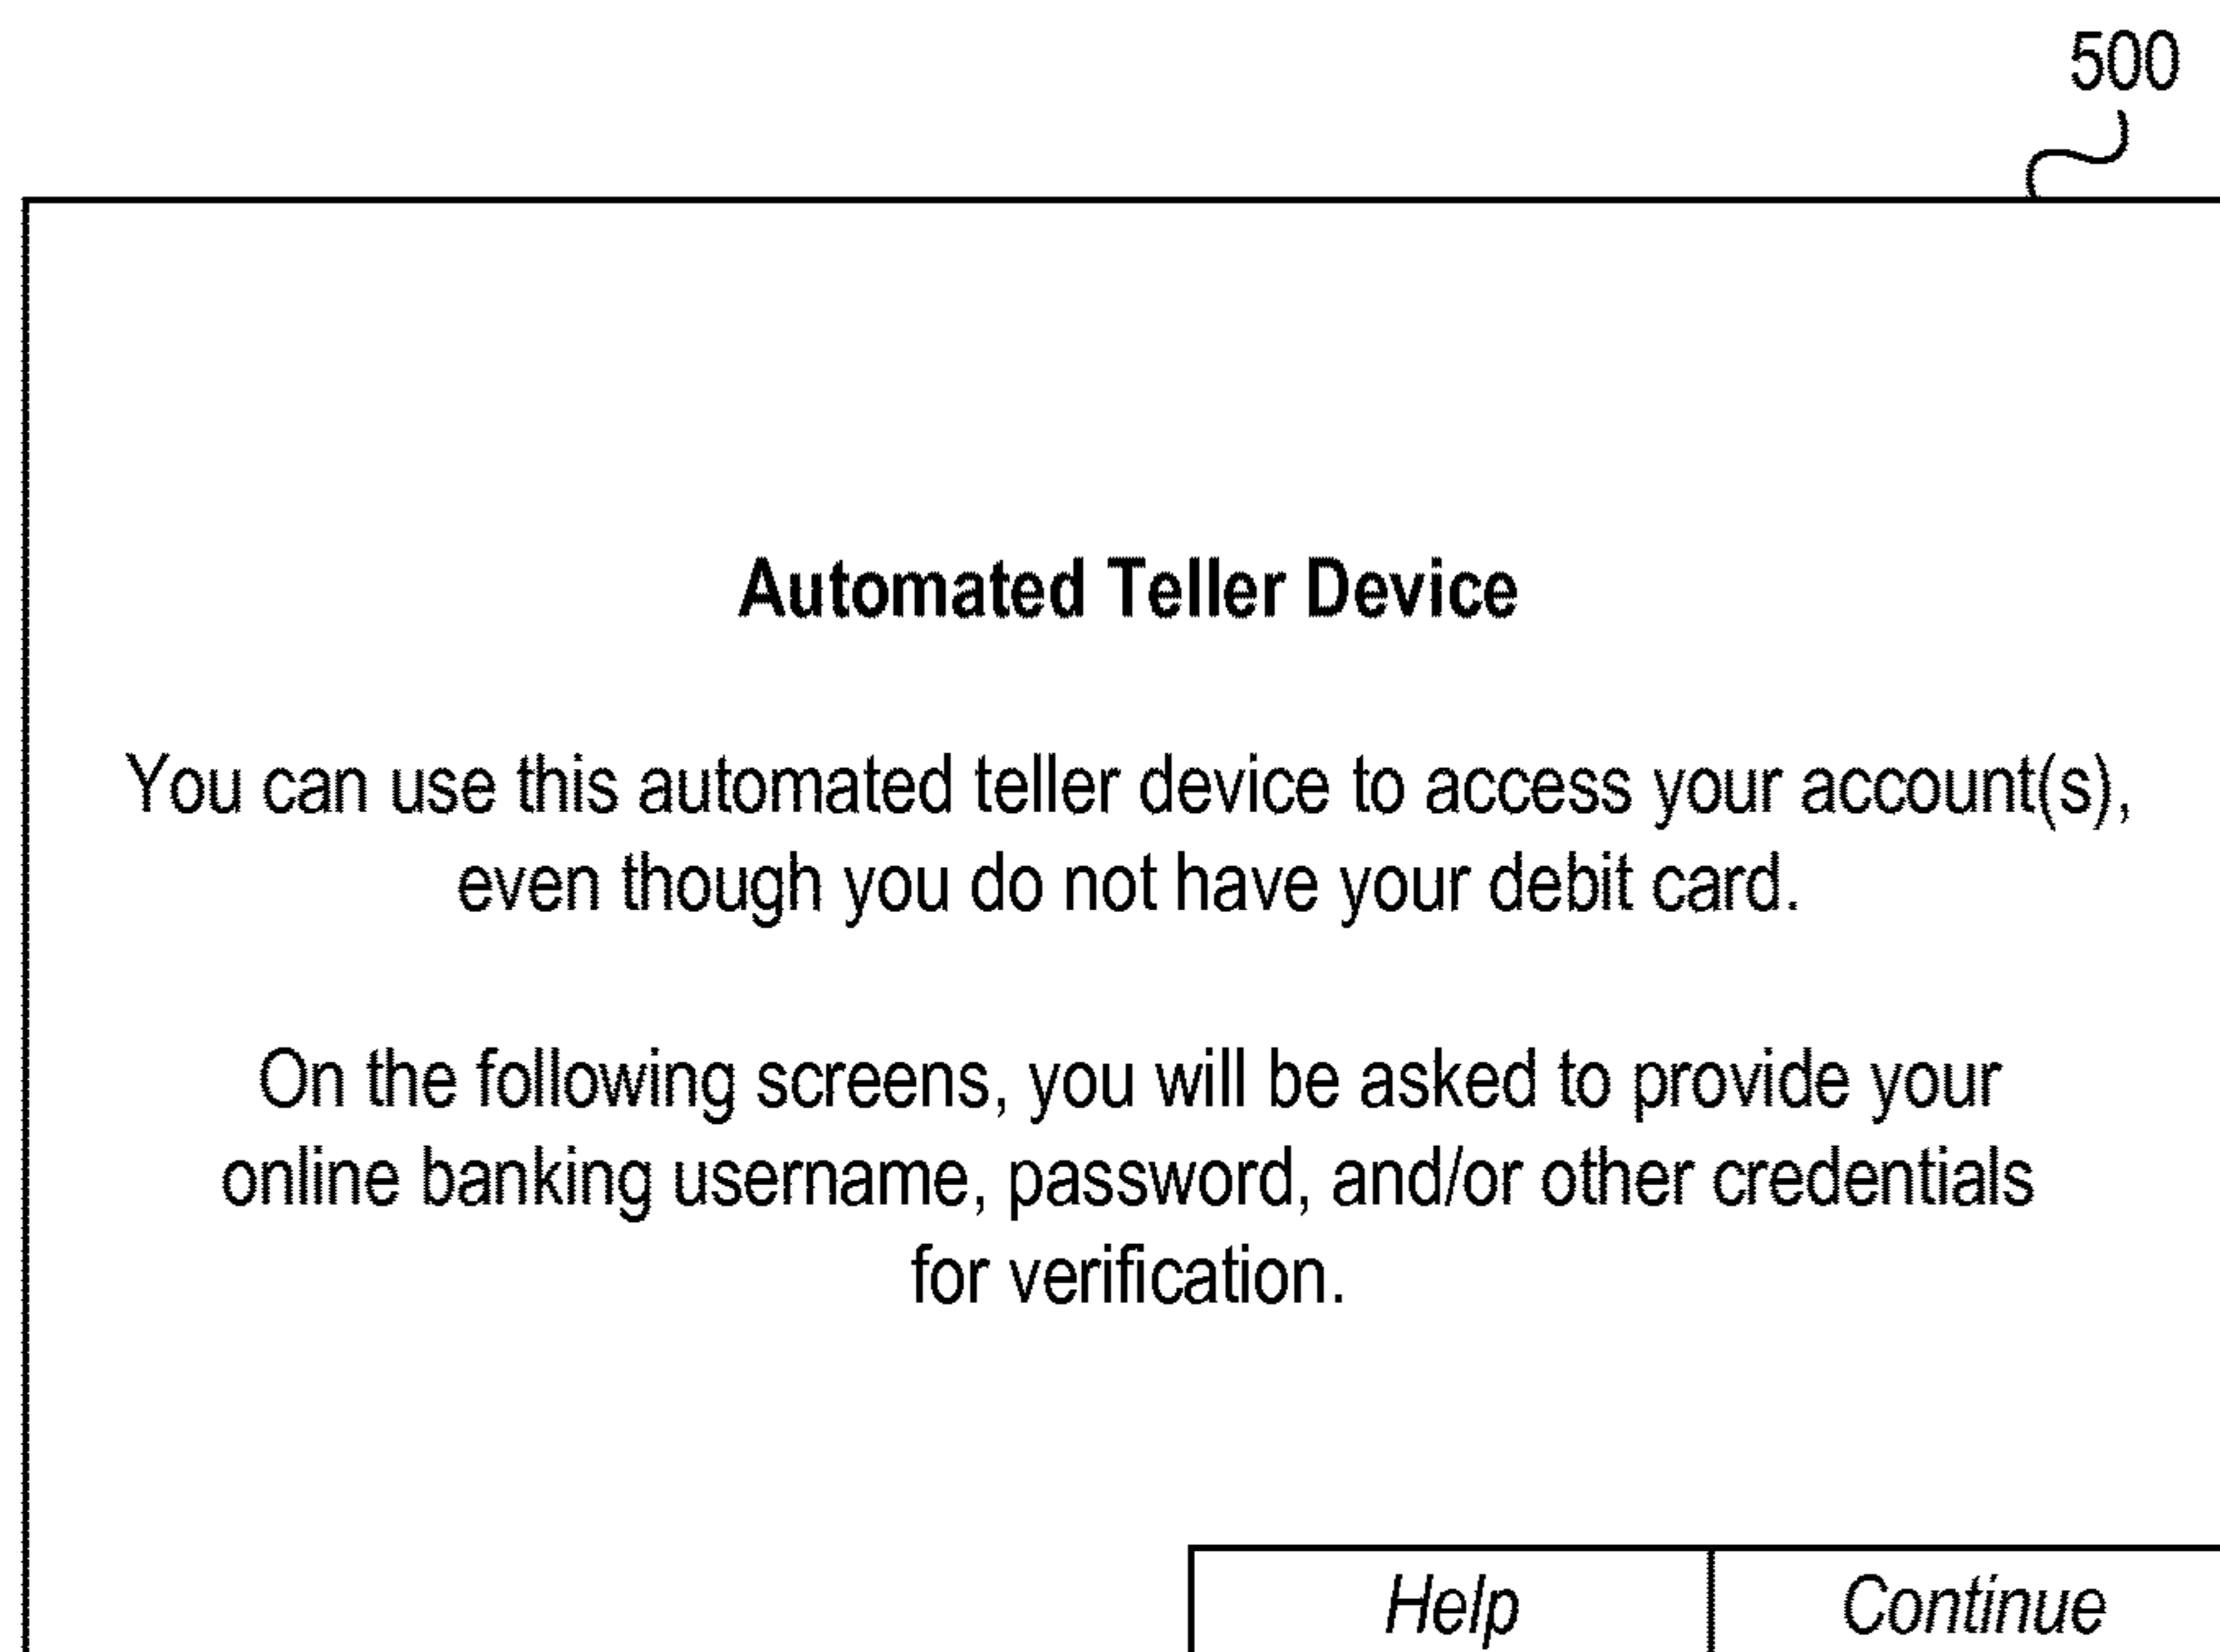 500
Automated Teller Device
You can use this automated teller device to access your account(s),
even though you do not have your debit card.
On the following screens, you will be asked to provide your
online banking username, password, and/or other credentials
for verification.
Help
Continue